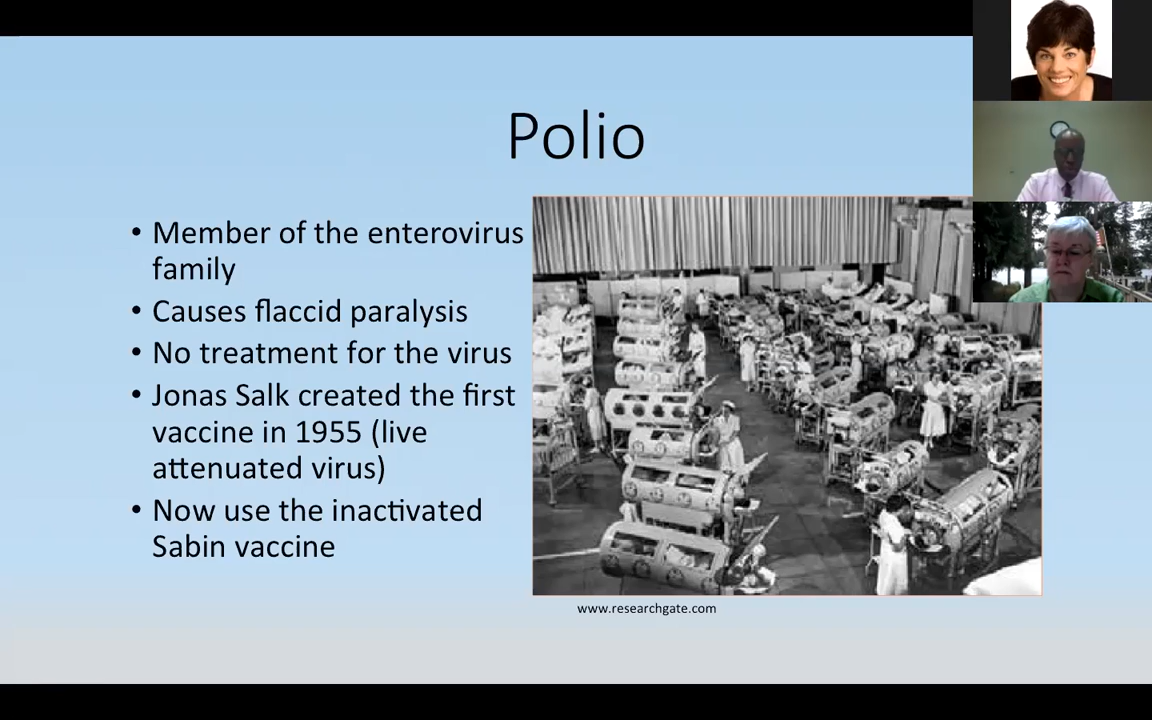 Polio
• Member of the enterovirus
family
• Causes flaccid paralysis
• No treatment for the virus
• Jonas Salk created the first
vaccine in 1955 (live
attenuated virus)
• Now use the inactivated
Sabin vaccine
www.researchgate.com